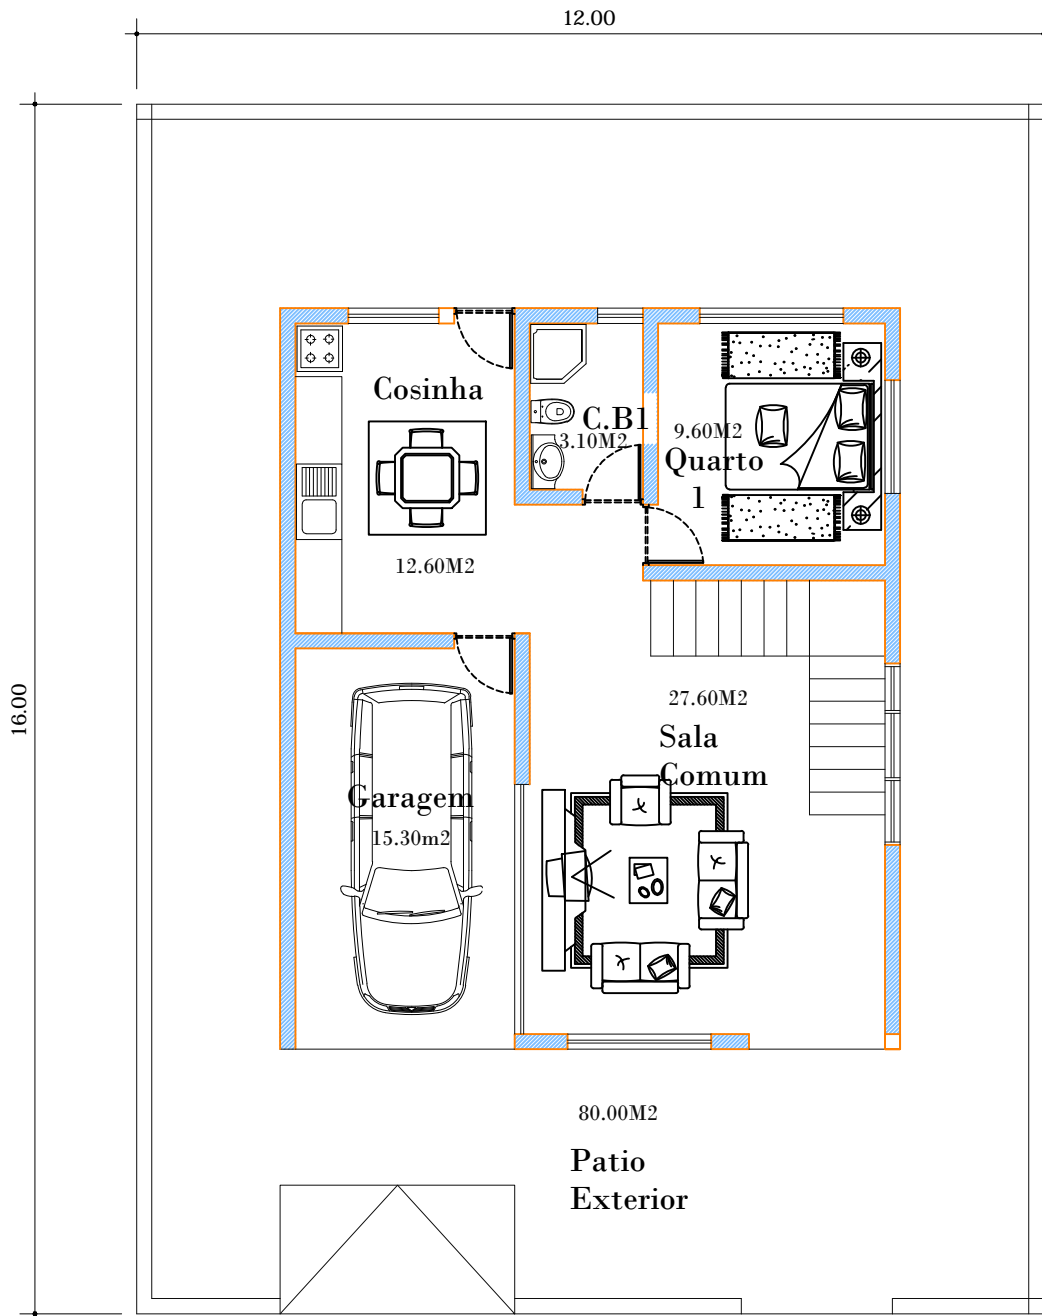 12.00
16.00
Cosinha
12.60M2
C.B1
3.10M2
9.60M2
Quarto
1
27.60M2
Sala
Comum
Garagem
15.30m2
80.00M2
Patio
Exterior